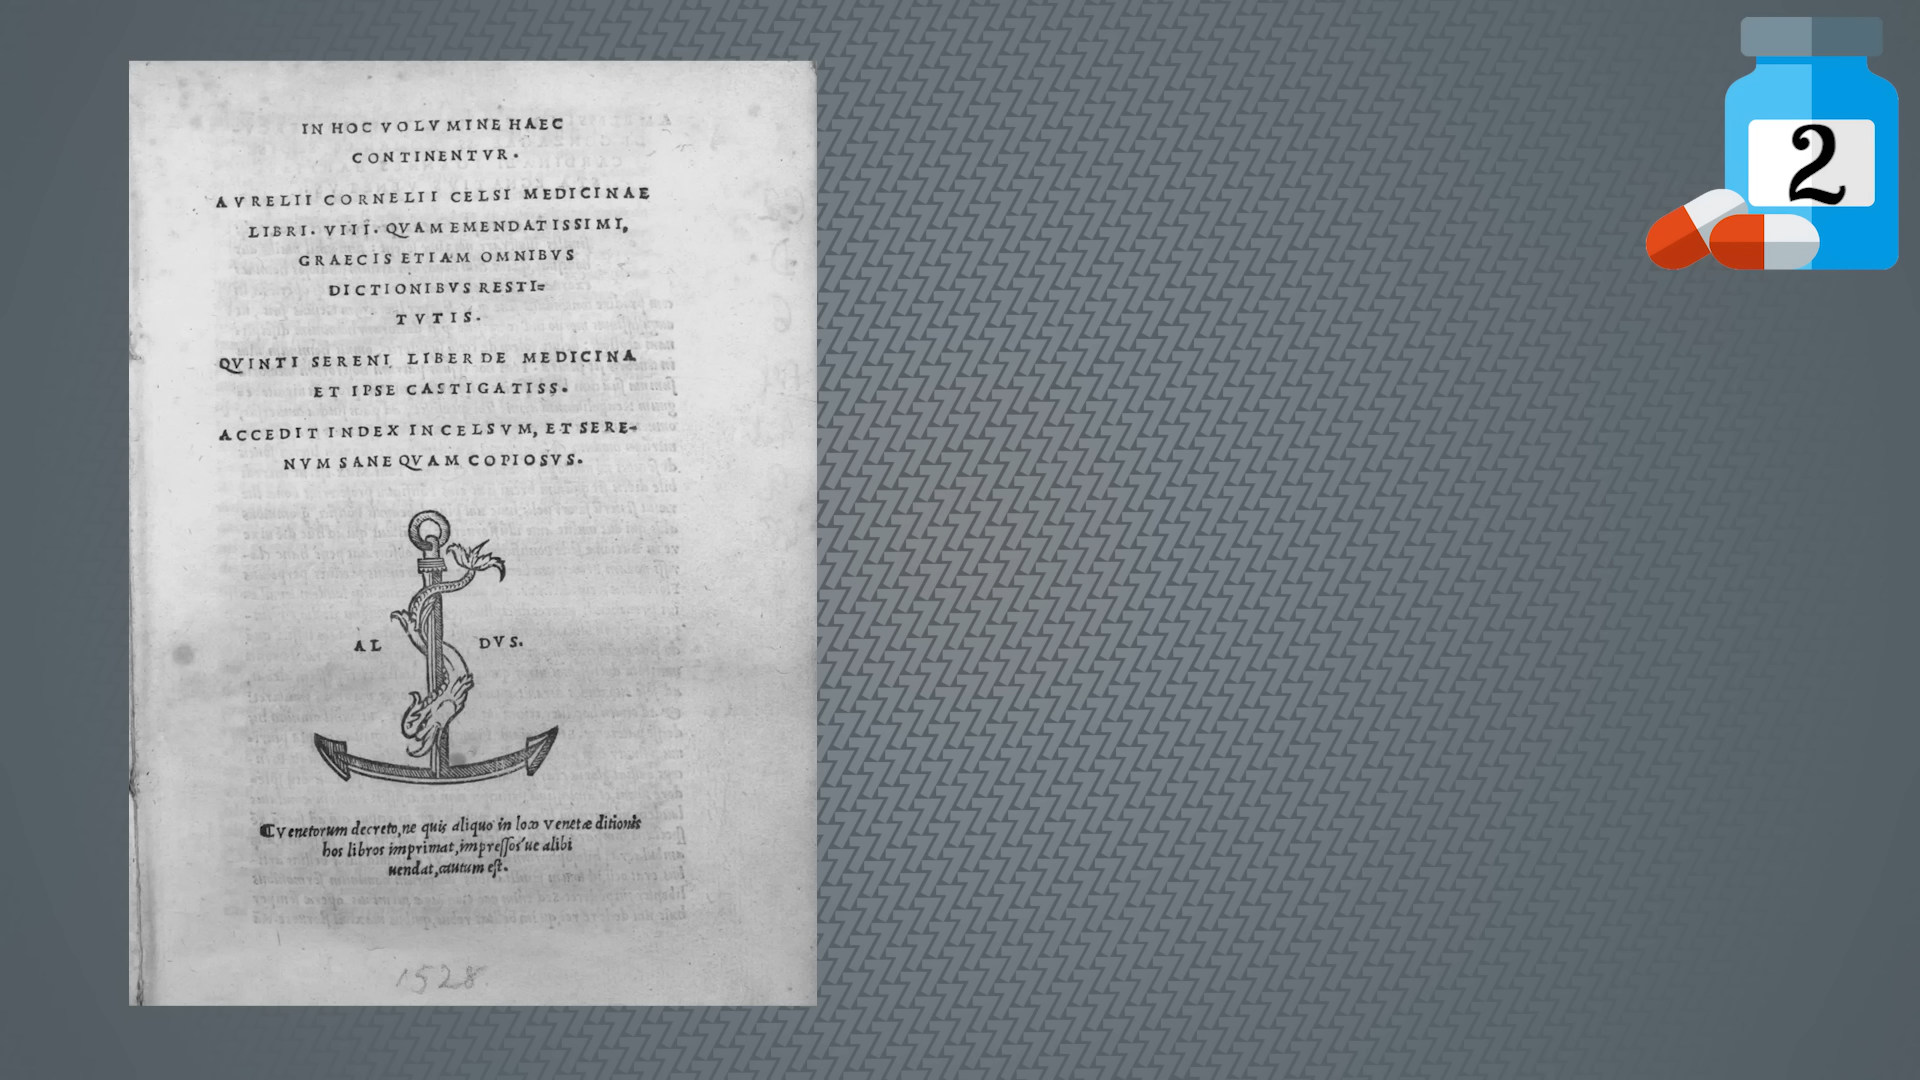 IN HOC VOLVMINE HAEC
CONTINENTVR.
AVRELII CORNELII CELSI MEDICINAE
LIBRI. VIII. QVAM EMENDATISSIMI,
GRAECIS ETIAM OMNIBVS
DICTIONIBVS RESTI=
TVTIS.
QVINTI SERENI LIBER DE MEDICINA
ET IPSE CASTIGATISS.
ACCEDIT INDEX IN CELSVM, ET SERE-
NVM SANE QVAM COPIOSVS.
AL DVS.
Venetorum decreto, ne quis aliquo in loco Venetæ ditionis
hos libros imprimat, impreſſos'ue alibi
uendat, cautum eſt.
1528
2